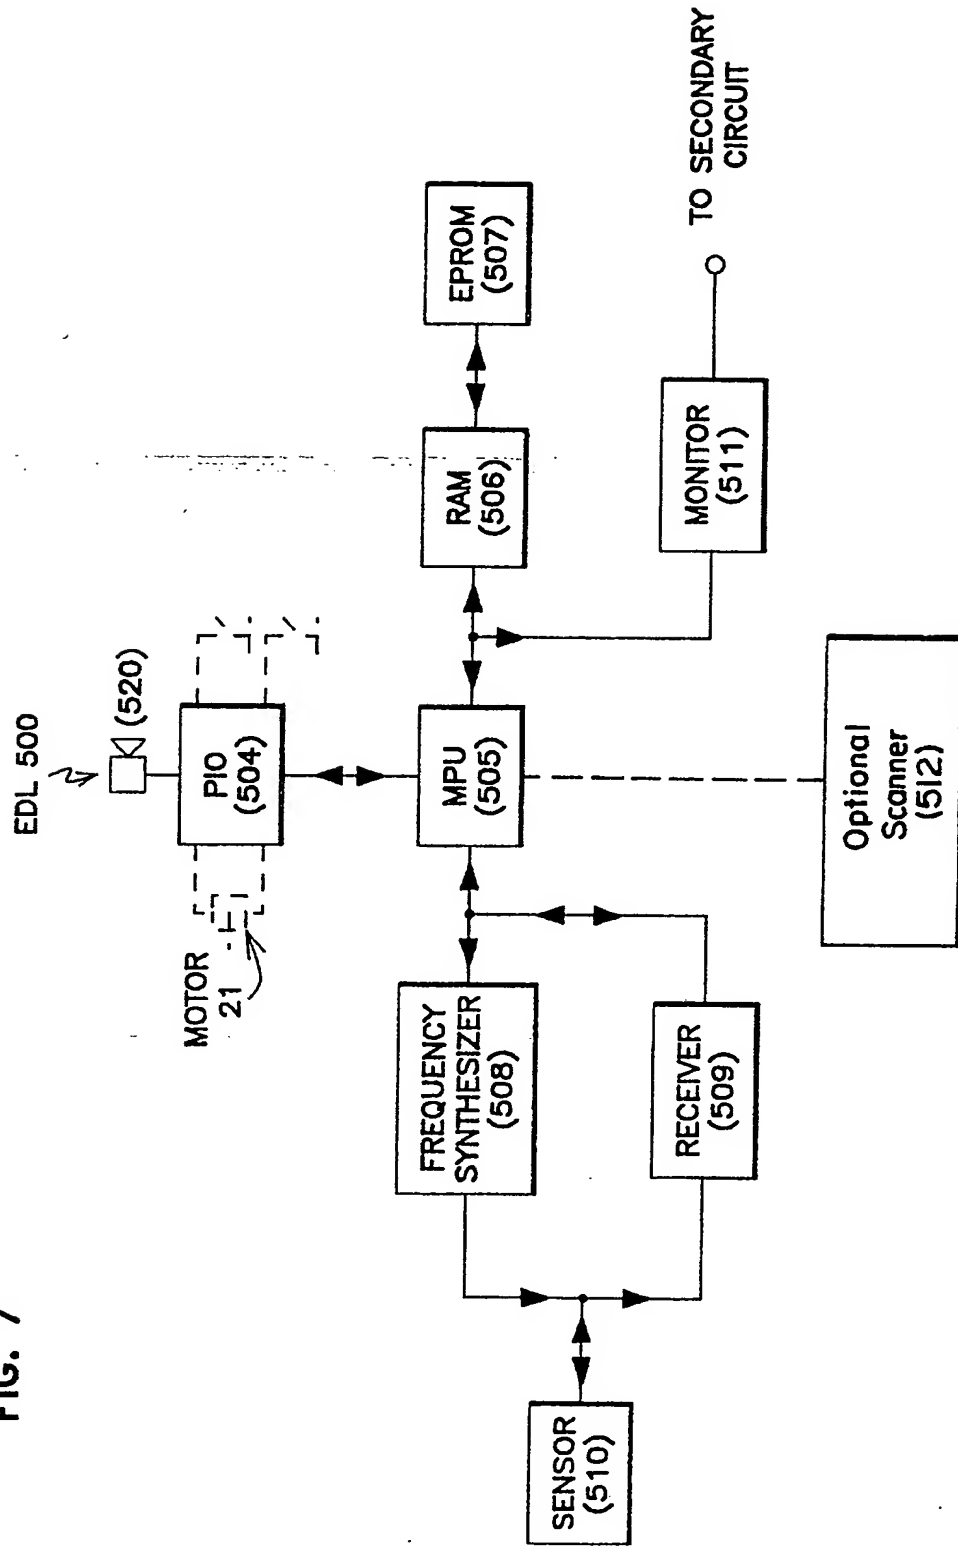 FIG. 7
EDL 500
(520)
MOTOR
21
PIO
(504)
FREQUENCY
SYNTHESIZER
(508)
MPU
(505)
RAM
(506)
EPROM
(507)
SENSOR
(510)
RECEIVER
(509)
MONITOR
(511)
TO SECONDARY
CIRCUIT
Optional
Scanner
(512)